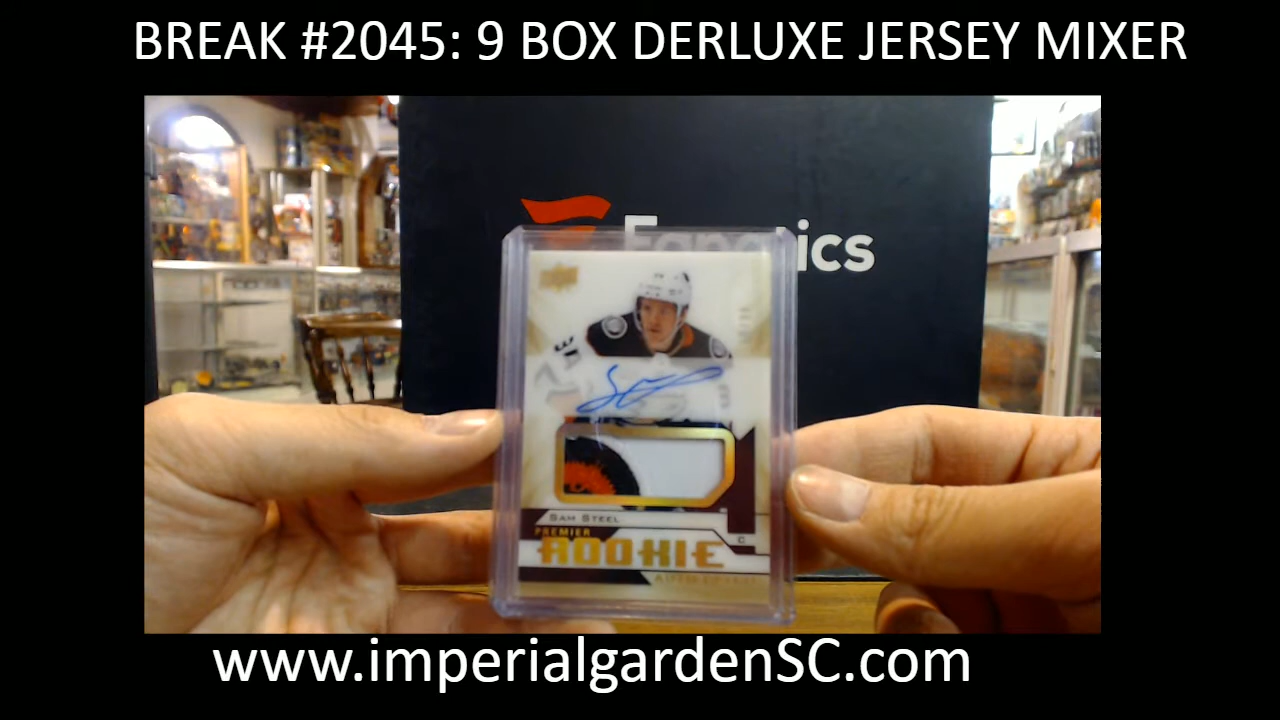 BREAK #2045: 9 BOX DERLUXE JERSEY MIXER
Fanatics
SAM STEEL
C
PREMIER
ROOKIE
www.imperialgardenSC.com